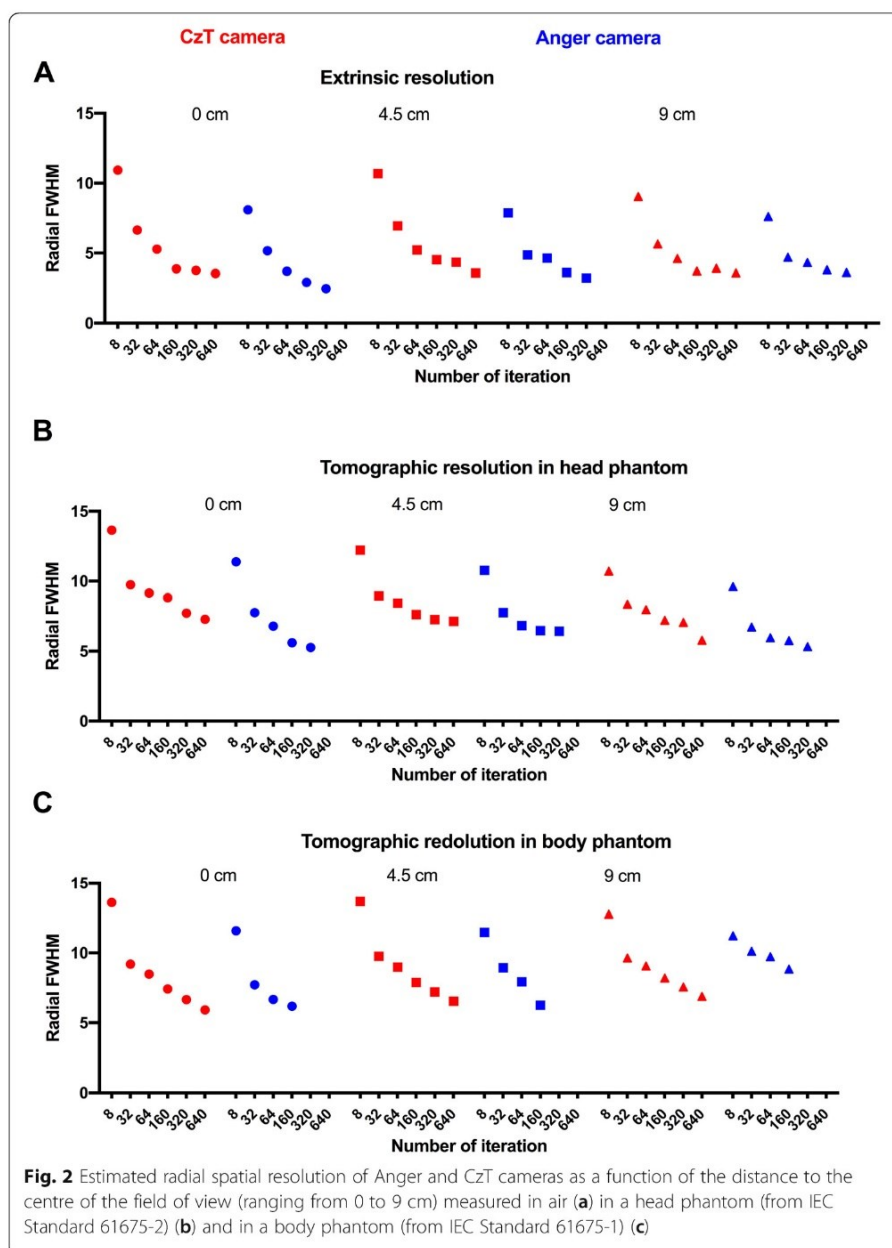 CzT camera Anger camera
A
Extrinsic resolution
0 cm 4.5 cm 9 cm
15
10
5
0
Radial FWHM
8 32 64 160 320 640 8 32 64 160 320 640 8 32 64 160 320 640 8 32 64 160 320 640 8 32 64 160 320 640 8 32 64 160 320 640
Number of iteration
B
Tomographic resolution in head phantom
0 cm 4.5 cm 9 cm
15
10
5
0
Radial FWHM
8 32 64 160 320 640 8 32 64 160 320 640 8 32 64 160 320 640 8 32 64 160 320 640 8 32 64 160 320 640 8 32 64 160 320 640
Number of iteration
C
Tomographic redolution in body phantom
0 cm 4.5 cm 9 cm
15
10
5
0
Radial FWHM
8 32 64 160 320 640 8 32 64 160 320 640 8 32 64 160 320 640 8 32 64 160 320 640 8 32 64 160 320 640 8 32 64 160 320 640
Number of iteration
Fig. 2 Estimated radial spatial resolution of Anger and CzT cameras as a function of the distance to the
centre of the field of view (ranging from 0 to 9 cm) measured in air (a) in a head phantom (from IEC
Standard 61675-2) (b) and in a body phantom (from IEC Standard 61675-1) (c)